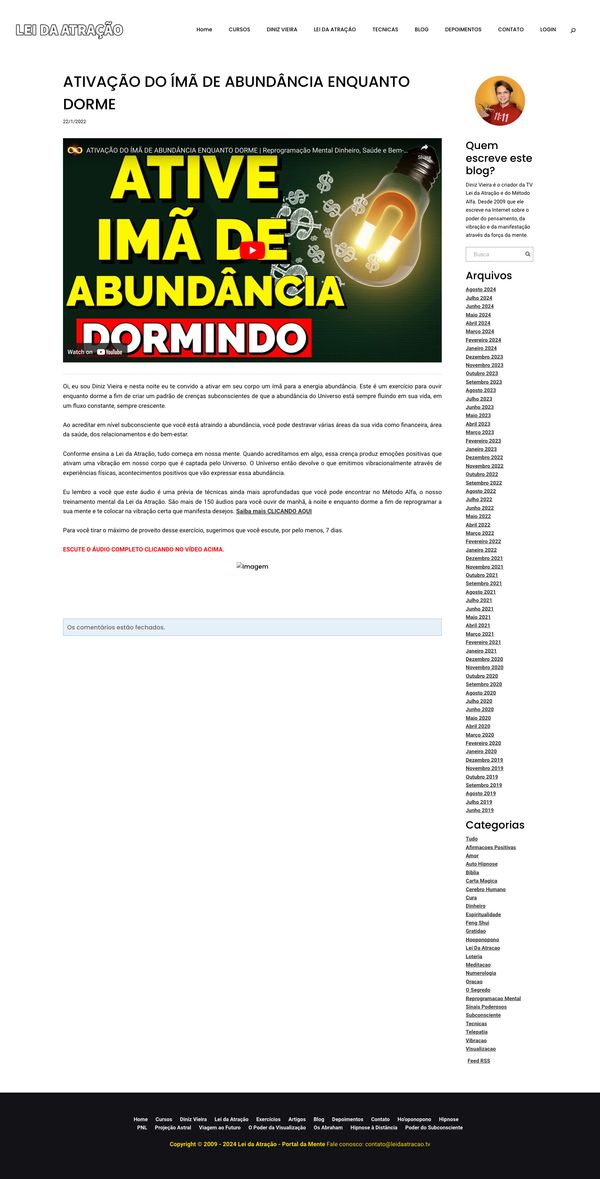 LEI DA ATRAÇÃO
Home CURSOS DINIZ VIEIRA LEI DA ATRAÇÃO TECNICAS BLOG DEPOIMENTOS CONTATO LOGIN
ATIVAÇÃO DO ÍMÃ DE ABUNDÂNCIA ENQUANTO
DORME
22/1/2022
ATIVAÇÃO DO ÍMÃ DE ABUNDÂNCIA ENQUANTO DORME | Reprogramação Mental Dinheiro, Saúde e Bem-...
Share
ATIVE
IMÃ DE
ABUNDÂNCIA
DORMINDO
Watch on YouTube
Oi, eu sou Diniz Vieira e nesta noite eu te convido a ativar em seu corpo um ímã para a energia abundância. Este é um exercício para ouvir
enquanto dorme a fim de criar um padrão de crenças subconscientes de que a abundância do Universo está sempre fluindo em sua vida, em
um fluxo constante, sempre crescente.
Ao acreditar em nível subconsciente que você está atraindo a abundância, você pode destravar várias áreas da sua vida como financeira, área
da saúde, dos relacionamentos e do bem-estar.
Conforme ensina a Lei da Atração, tudo começa em nossa mente. Quando acreditamos em algo, essa crença produz emoções positivas que
ativam uma vibração em nosso corpo que é captada pelo Universo. O Universo então devolve o que emitimos vibracionalmente através de
experiências físicas, acontecimentos positivos que vão expressar essa abundância.
Eu lembro a você que este áudio é uma prévia de técnicas ainda mais aprofundadas que você pode encontrar no Método Alfa, o nosso
treinamento mental da Lei da Atração. São mais de 150 áudios para você ouvir de manhã, à noite e enquanto dorme a fim de reprogramar a
sua mente e te colocar na vibração certa que manifesta desejos. Saiba mais CLICANDO AQUI
Para você tirar o máximo de proveito desse exercício, sugerimos que você escute, por pelo menos, 7 dias.
ESCUTE O ÁUDIO COMPLETO CLICANDO NO VÍDEO ACIMA.
imagem
Os comentários estão fechados.
11:11
Quem
escreve este
blog?
Diniz Vieira é o criador da TV
Lei da Atração e do Método
Alfa. Desde 2009 que ele
escreve na Internet sobre o
poder do pensamento, da
vibração e da manifestação
através da força da mente.
Busca
Arquivos
Agosto 2024
Julho 2024
Junho 2024
Maio 2024
Abril 2024
Março 2024
Fevereiro 2024
Janeiro 2024
Dezembro 2023
Novembro 2023
Outubro 2023
Setembro 2023
Agosto 2023
Julho 2023
Junho 2023
Maio 2023
Abril 2023
Março 2023
Fevereiro 2023
Janeiro 2023
Dezembro 2022
Novembro 2022
Outubro 2022
Setembro 2022
Agosto 2022
Julho 2022
Junho 2022
Maio 2022
Abril 2022
Março 2022
Fevereiro 2022
Janeiro 2022
Dezembro 2021
Novembro 2021
Outubro 2021
Setembro 2021
Agosto 2021
Julho 2021
Junho 2021
Maio 2021
Abril 2021
Março 2021
Fevereiro 2021
Janeiro 2021
Dezembro 2020
Novembro 2020
Outubro 2020
Setembro 2020
Agosto 2020
Julho 2020
Junho 2020
Maio 2020
Abril 2020
Março 2020
Fevereiro 2020
Janeiro 2020
Dezembro 2019
Novembro 2019
Outubro 2019
Setembro 2019
Agosto 2019
Julho 2019
Junho 2019
Categorias
Tudo
Afirmacoes Positivas
Amor
Auto Hipnose
Biblia
Carta Magica
Cerebro Humano
Cura
Dinheiro
Espiritualidade
Feng Shui
Gratidao
Hooponopono
Lei Da Atracao
Loteria
Meditacao
Numerologia
Oracao
O Segredo
Reprogramacao Mental
Sinais Poderosos
Subconsciente
Tecnicas
Telepatia
Vibracao
Visualizacao
Feed RSS
Home Cursos Diniz Vieira Lei da Atração Exercícios Artigos Blog Depoimentos Contato Ho'oponopono Hipnose
PNL Projeção Astral Viagem ao Futuro O Poder da Visualização Os Abraham Hipnose à Distância Poder do Subconsciente
Copyright © 2009 - 2024 Lei da Atração - Portal da Mente Fale conosco: contato@leidaatracao.tv